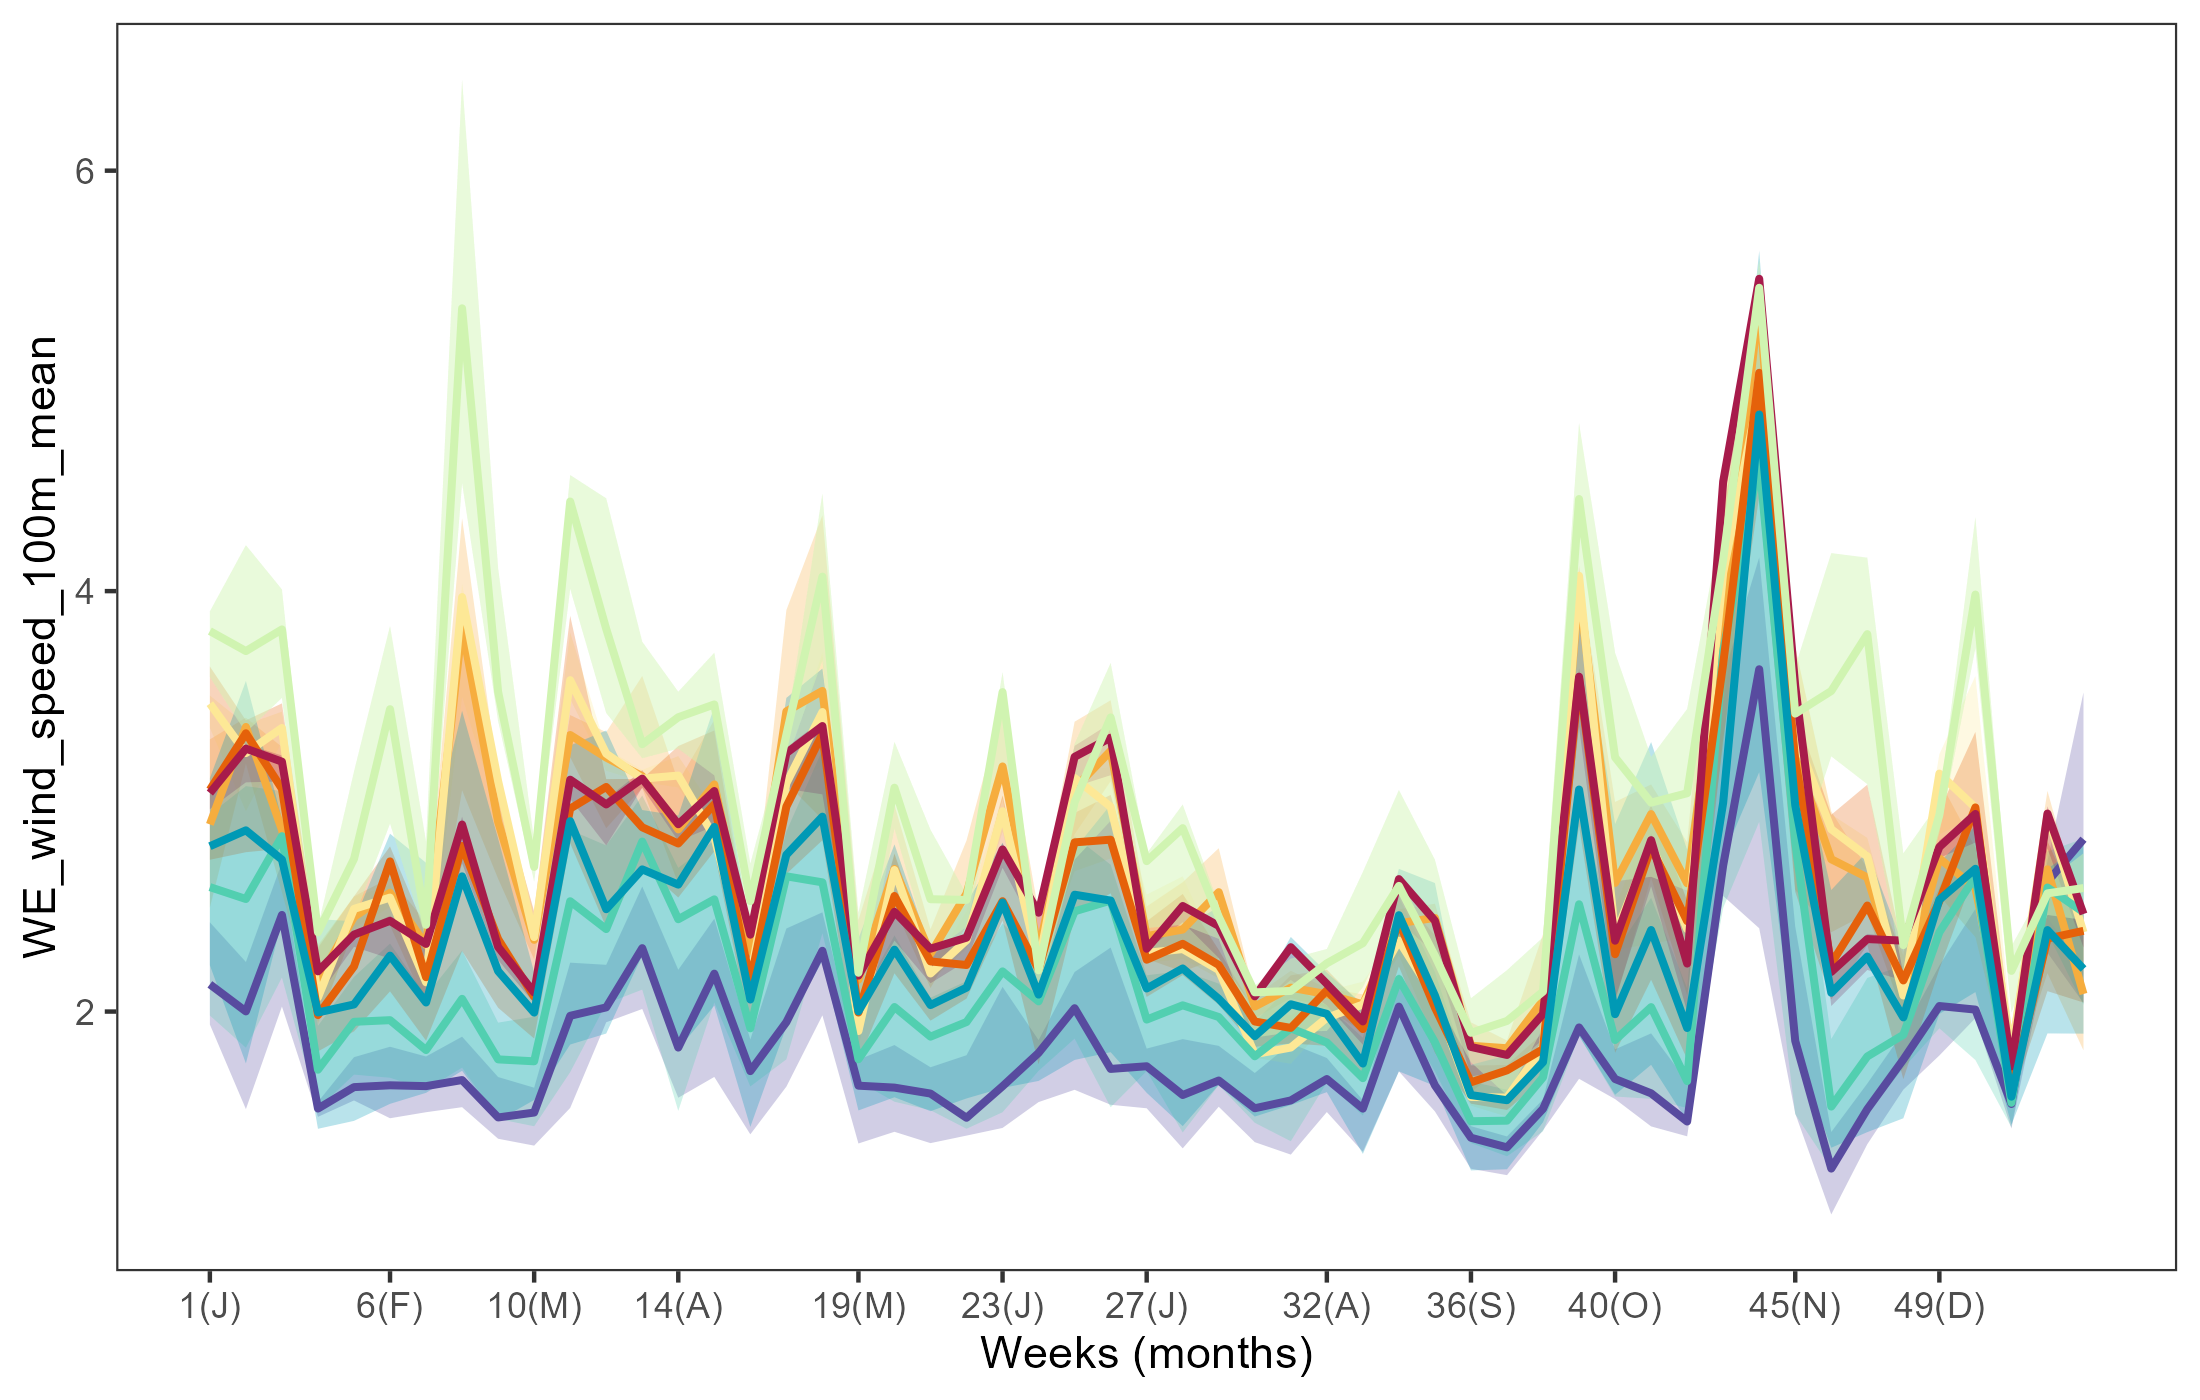 WE_wind_speed_100m_mean
6
4
2
1(J) 6(F) 10(M) 14(A) 19(M) 23(J) 27(J) 32(A) 36(S) 40(O) 45(N) 49(D)
Weeks (months)